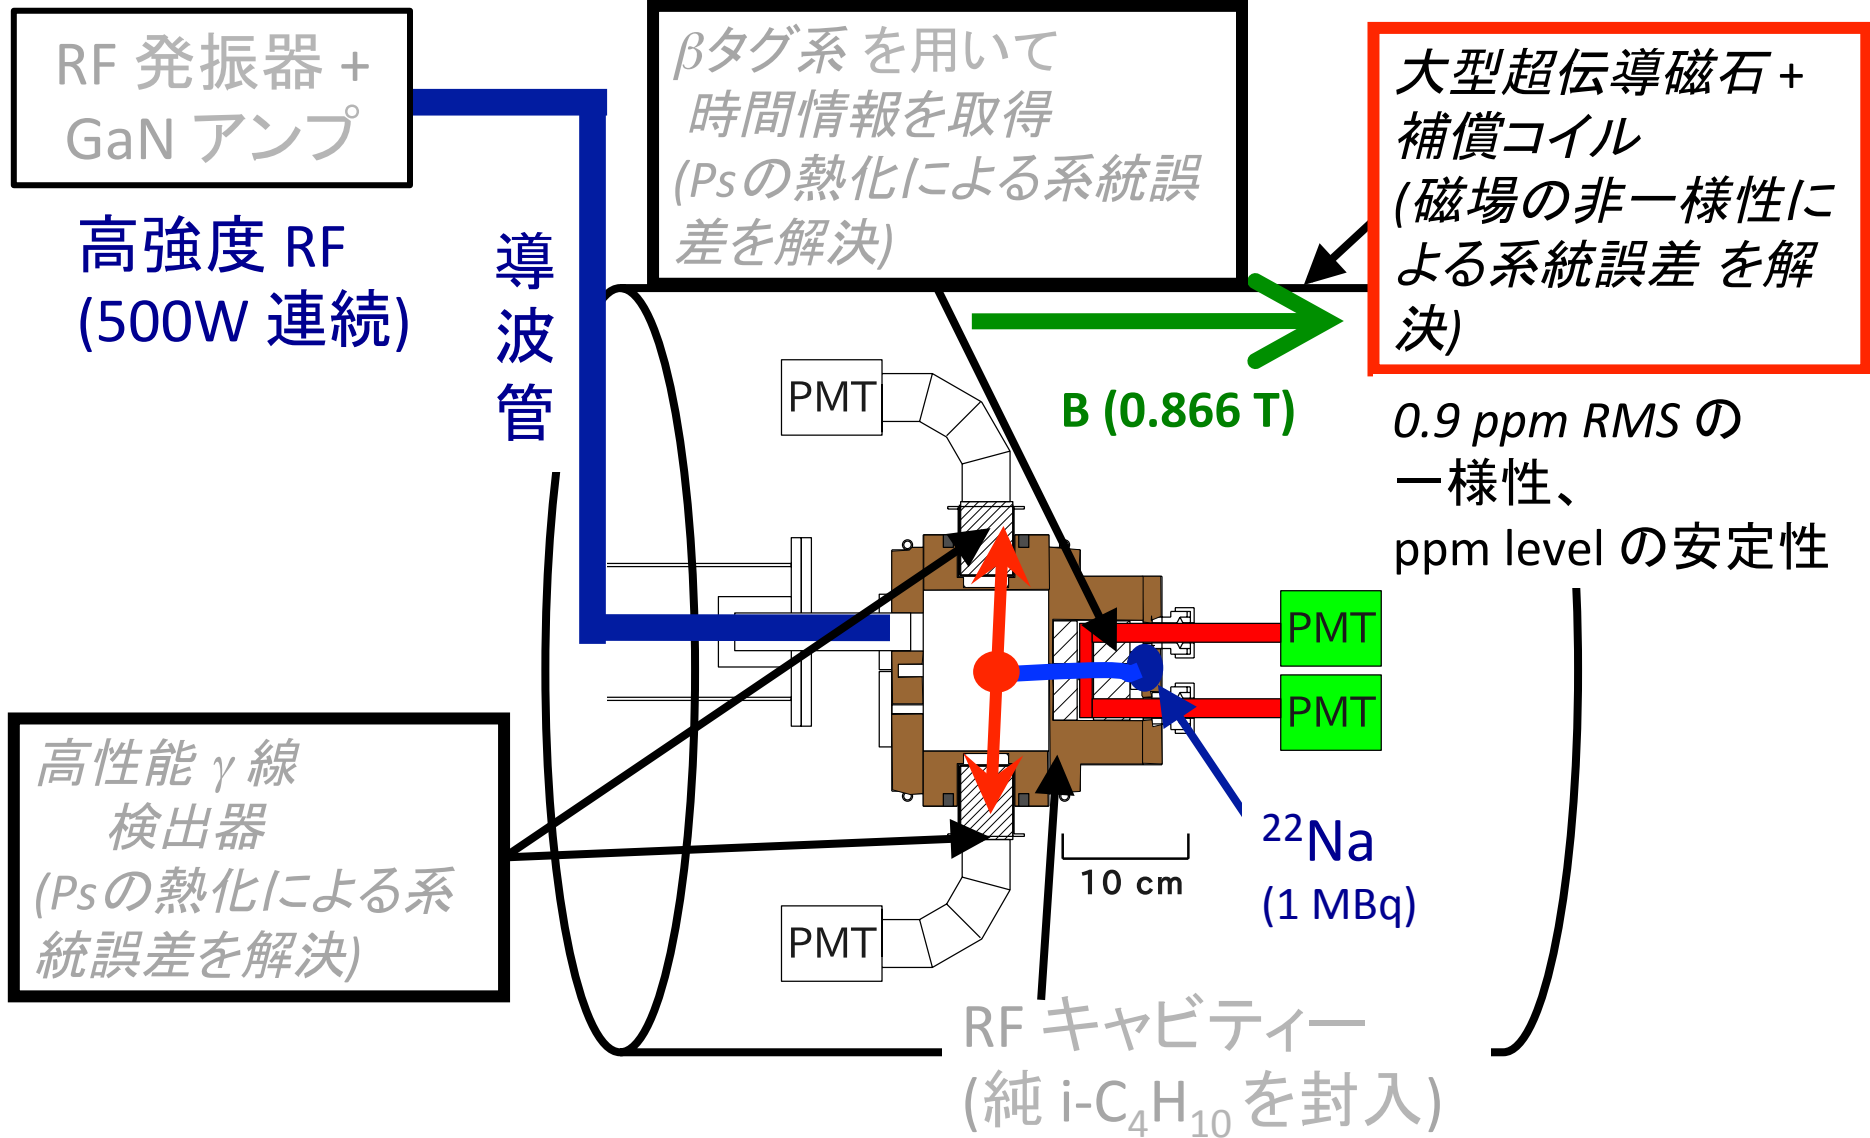 RF 発振器 +
GaN アンプ
高強度 RF
(500W 連続)
導
波
管
βタグ系 を用いて
時間情報を取得
(Psの熱化による系統誤
差を解決)
大型超伝導磁石 +
補償コイル
(磁場の非一様性に
よる系統誤差 を解
決)
B (0.866 T)
0.9 ppm RMS の
一様性、
ppm level の安定性
PMT
PMT
PMT
PMT
高性能 γ 線
検出器
(Psの熱化による系
統誤差を解決)
10 cm
²²Na
(1 MBq)
RF キャビティー
(純 i-C₄H₁₀ を封入)